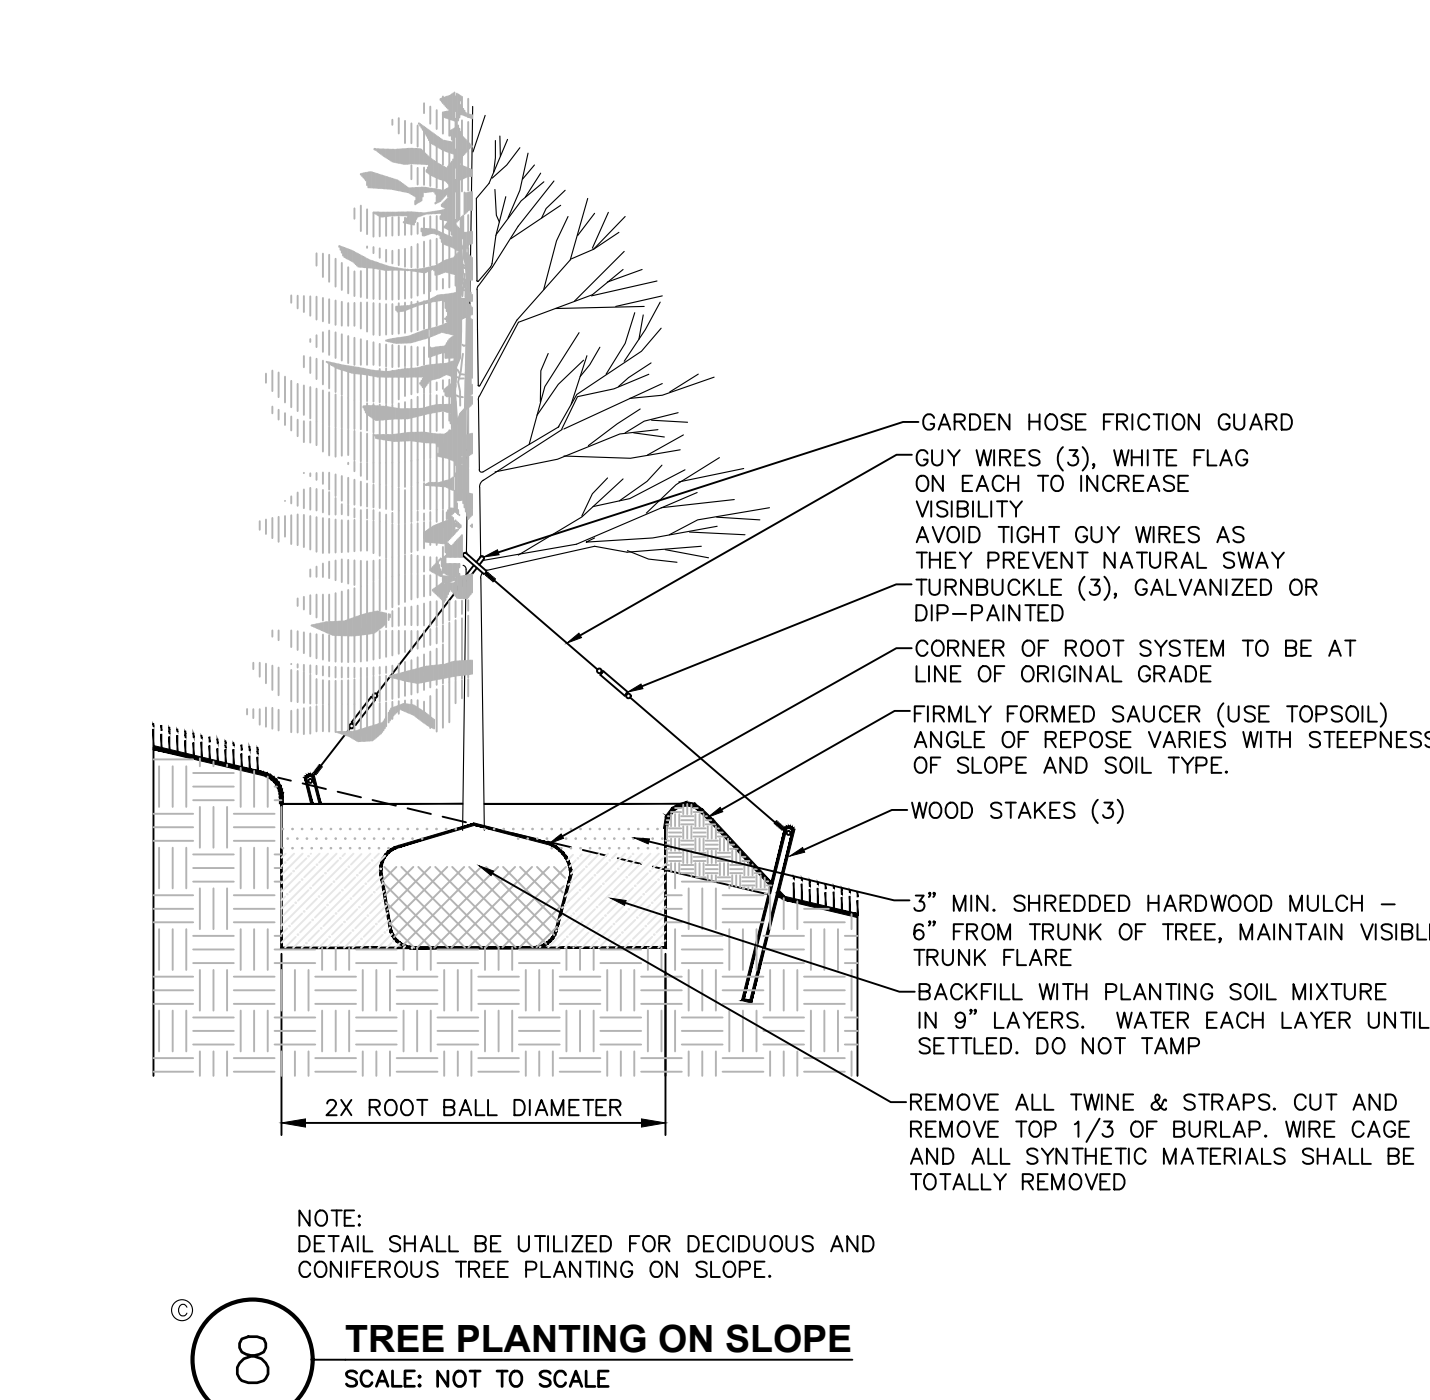 GARDEN HOSE FRICTION GUARD
GUY WIRES (3), WHITE FLAG
ON EACH TO INCREASE
VISIBILITY
AVOID TIGHT GUY WIRES AS
THEY PREVENT NATURAL SWAY
TURNBUCKLE (3), GALVANIZED OR
DIP-PAINTED
CORNER OF ROOT SYSTEM TO BE AT
LINE OF ORIGINAL GRADE
FIRMLY FORMED SAUCER (USE TOPSOIL)
ANGLE OF REPOSE VARIES WITH STEEPNESS
OF SLOPE AND SOIL TYPE.
WOOD STAKES (3)
3” MIN. SHREDDED HARDWOOD MULCH –
6” FROM TRUNK OF TREE, MAINTAIN VISIBL
TRUNK FLARE
BACKFILL WITH PLANTING SOIL MIXTURE
IN 9” LAYERS. WATER EACH LAYER UNTIL
SETTLED. DO NOT TAMP
REMOVE ALL TWINE & STRAPS. CUT AND
REMOVE TOP 1/3 OF BURLAP. WIRE CAGE
AND ALL SYNTHETIC MATERIALS SHALL BE
TOTALLY REMOVED
2X ROOT BALL DIAMETER
NOTE:
DETAIL SHALL BE UTILIZED FOR DECIDUOUS AND
CONIFEROUS TREE PLANTING ON SLOPE.
©
8
TREE PLANTING ON SLOPE
SCALE: NOT TO SCALE